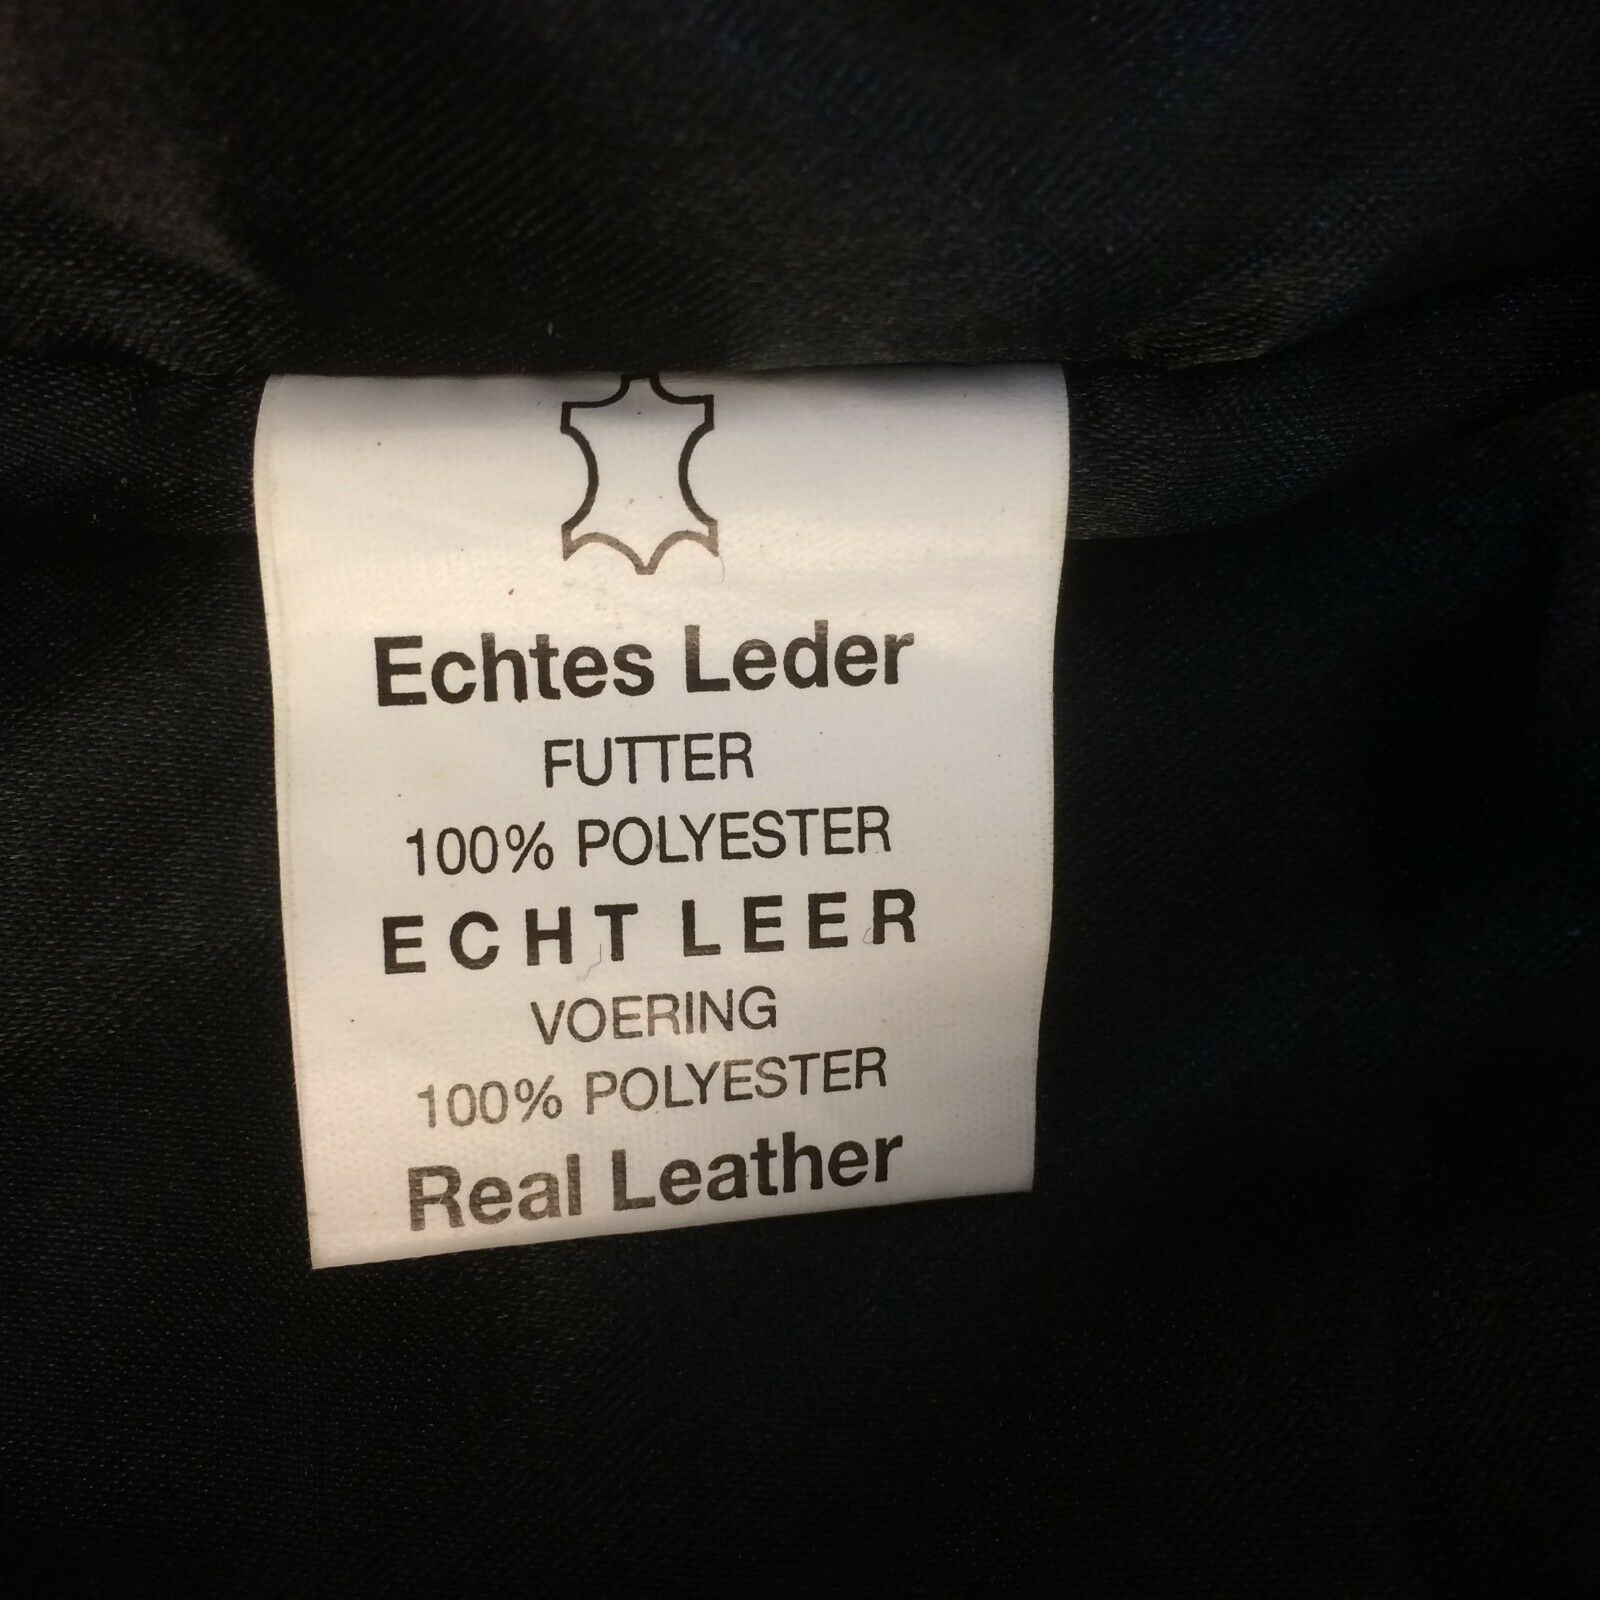 Echtes Leder
FUTTER
100% POLYESTER
ECHT LEER
VOERING
100% POLYESTER
Real Leather